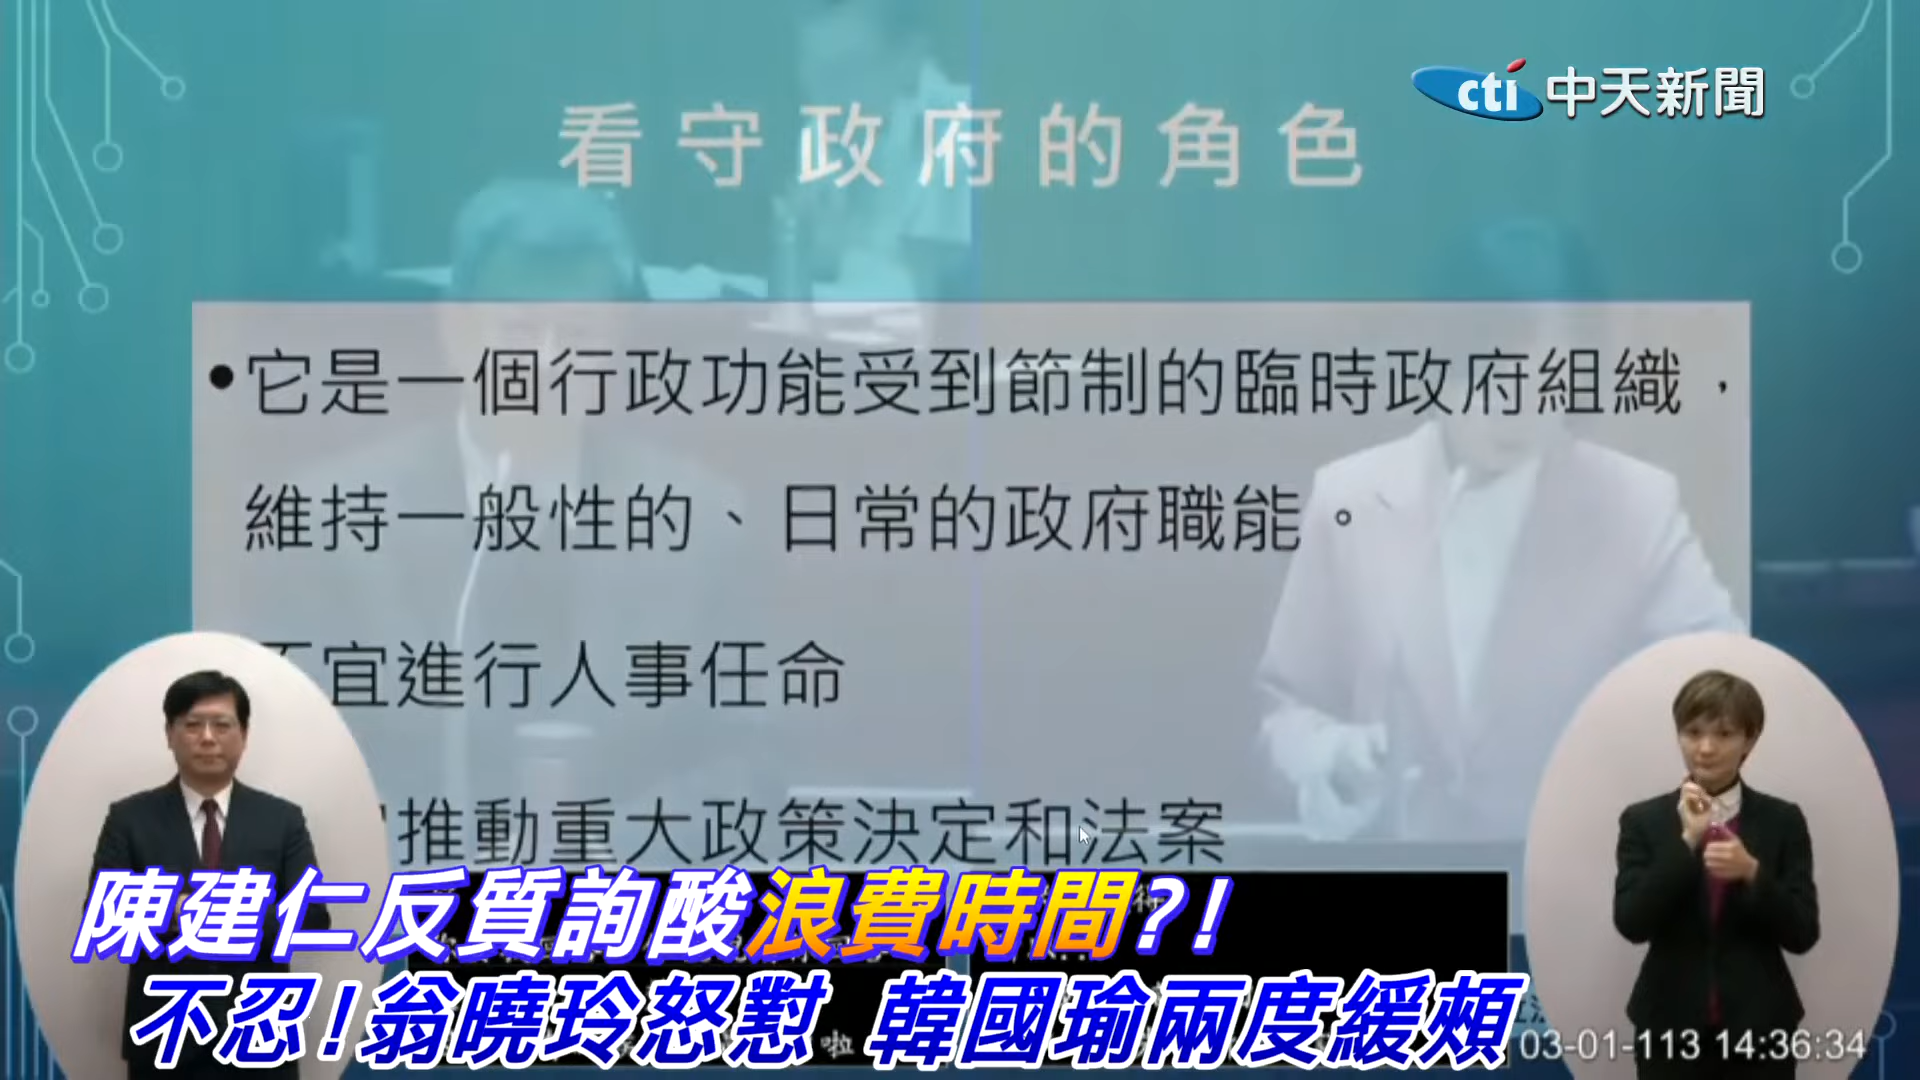 cti 中天新聞
看守政府的角色
•它是一個行政功能受到節制的臨時政府組織，
維持一般性的、日常的政府職能。
不宜進行人事任命
推動重大政策決定和法案
陳建仁反質詢酸浪費時間?!
不忍!翁曉玲怒懟 韓國瑜兩度緩頰
啦
03-01-113 14:36:34